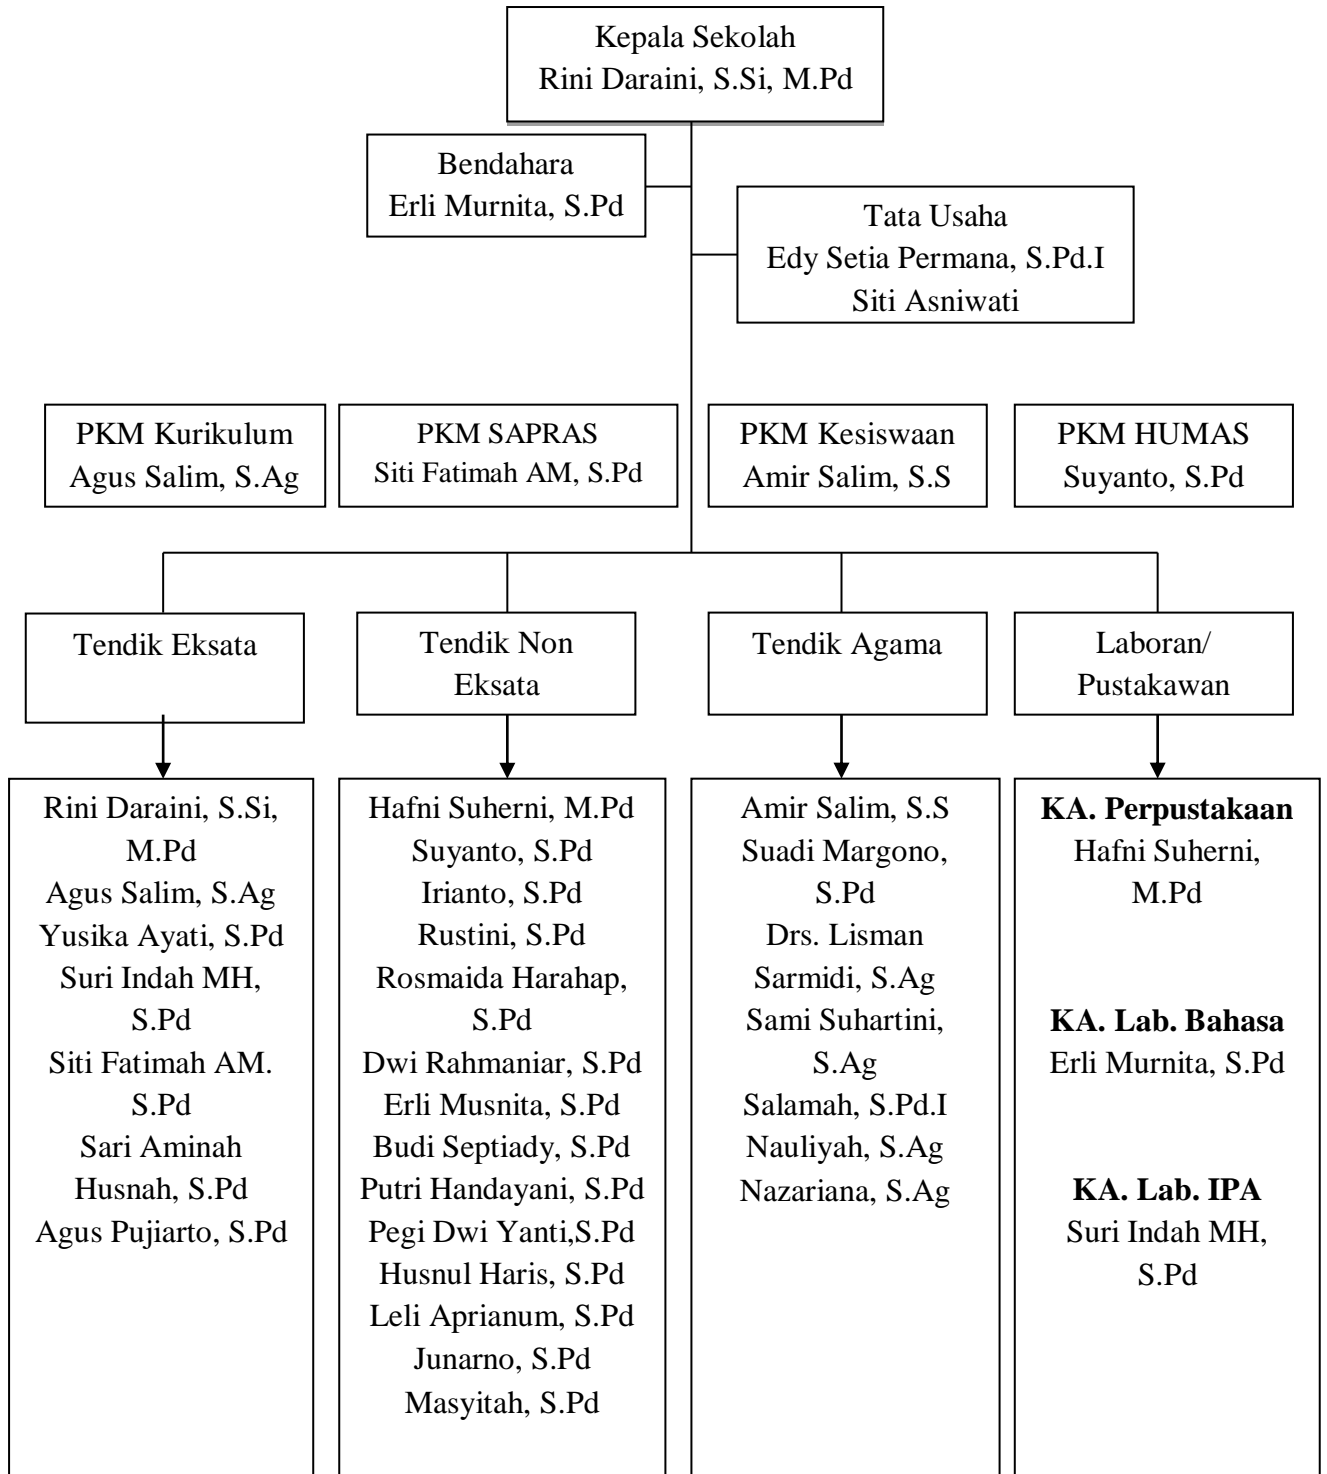 Kepala Sekolah
Rini Daraini, S.Si, M.Pd
Bendahara
Erli Murnita, S.Pd
Tata Usaha
Edy Setia Permana, S.Pd.I
Siti Asniwati
PKM Kurikulum
Agus Salim, S.Ag
PKM SAPRAS
Siti Fatimah AM, S.Pd
PKM Kesiswaan
Amir Salim, S.S
PKM HUMAS
Suyanto, S.Pd
Tendik Eksata
Tendik Non
Eksata
Tendik Agama
Laboran/
Pustakawan
Rini Daraini, S.Si,
M.Pd
Agus Salim, S.Ag
Yusika Ayati, S.Pd
Suri Indah MH,
S.Pd
Siti Fatimah AM.
S.Pd
Sari Aminah
Husnah, S.Pd
Agus Pujiarto, S.Pd
Hafni Suherni, M.Pd
Suyanto, S.Pd
Irianto, S.Pd
Rustini, S.Pd
Rosmaida Harahap,
S.Pd
Dwi Rahmaniar, S.Pd
Erli Musnita, S.Pd
Budi Septiady, S.Pd
Putri Handayani, S.Pd
Pegi Dwi Yanti,S.Pd
Husnul Haris, S.Pd
Leli Aprianum, S.Pd
Junarno, S.Pd
Masyitah, S.Pd
Amir Salim, S.S
Suadi Margono,
S.Pd
Drs. Lisman
Sarmidi, S.Ag
Sami Suhartini,
S.Ag
Salamah, S.Pd.I
Nauliyah, S.Ag
Nazariana, S.Ag
KA. Perpustakaan
Hafni Suherni,
M.Pd
KA. Lab. Bahasa
Erli Murnita, S.Pd
KA. Lab. IPA
Suri Indah MH,
S.Pd